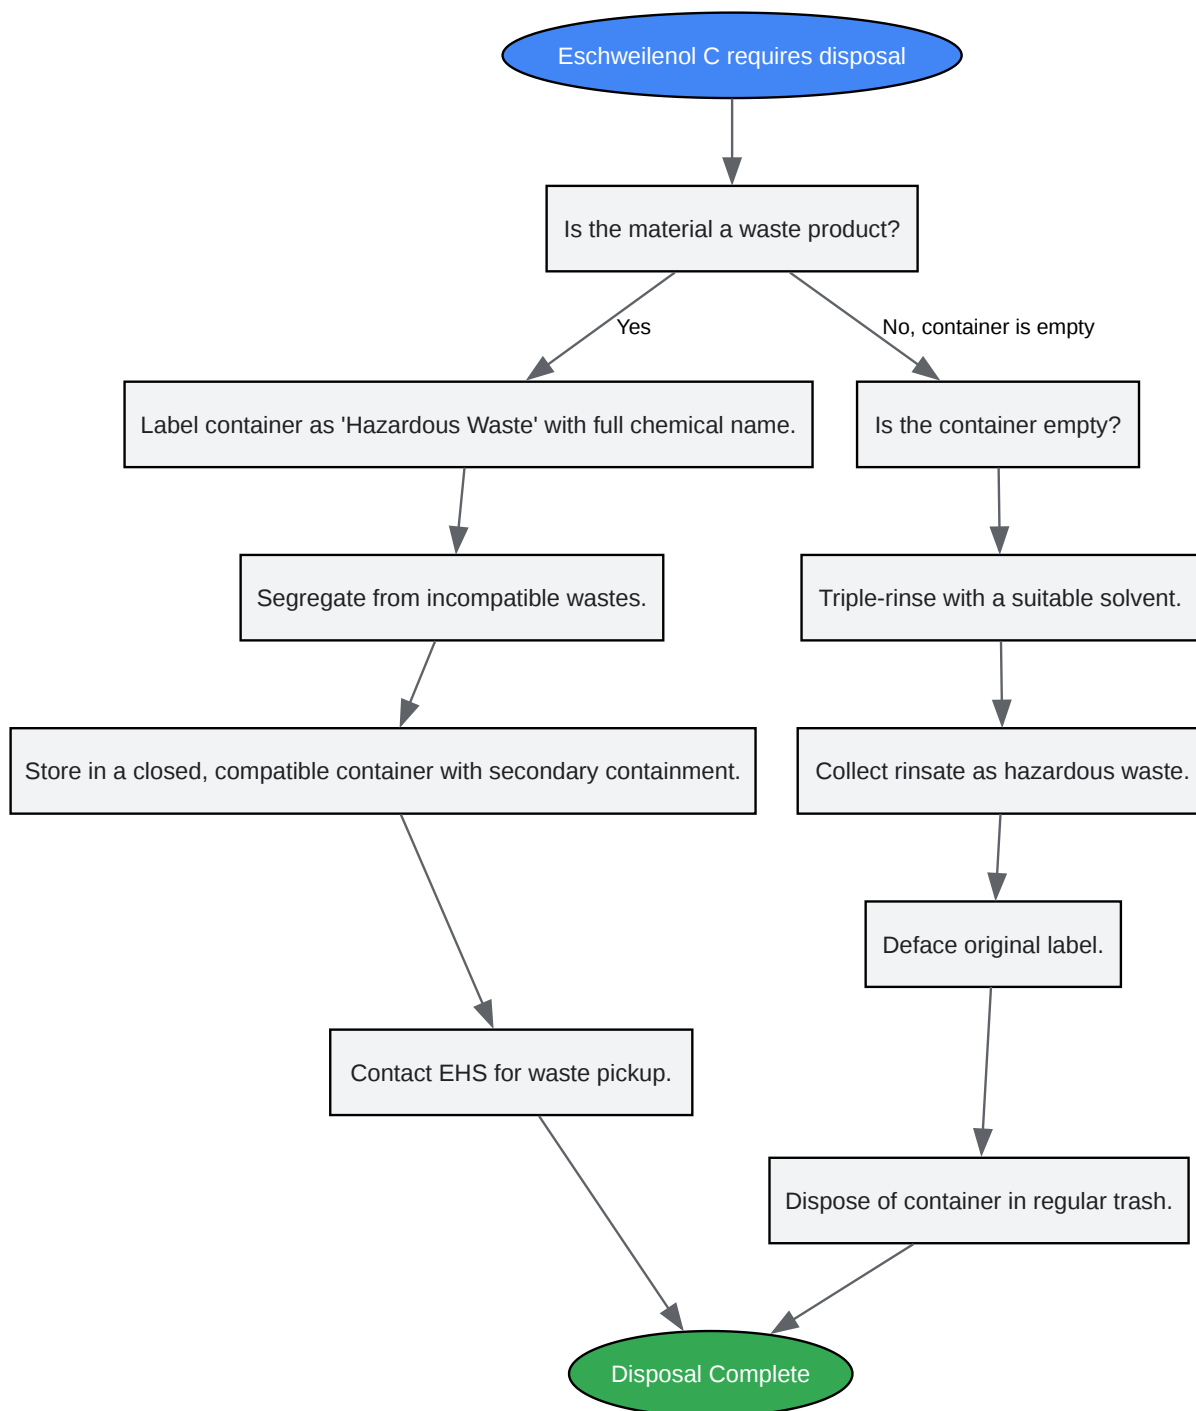 Eschweilenol C requires disposal
Is the material a waste product?
Yes
No, container is empty
Label container as 'Hazardous Waste' with full chemical name.
Is the container empty?
Segregate from incompatible wastes.
Triple-rinse with a suitable solvent.
Store in a closed, compatible container with secondary containment.
Collect rinsate as hazardous waste.
Deface original label.
Contact EHS for waste pickup.
Dispose of container in regular trash.
Disposal Complete